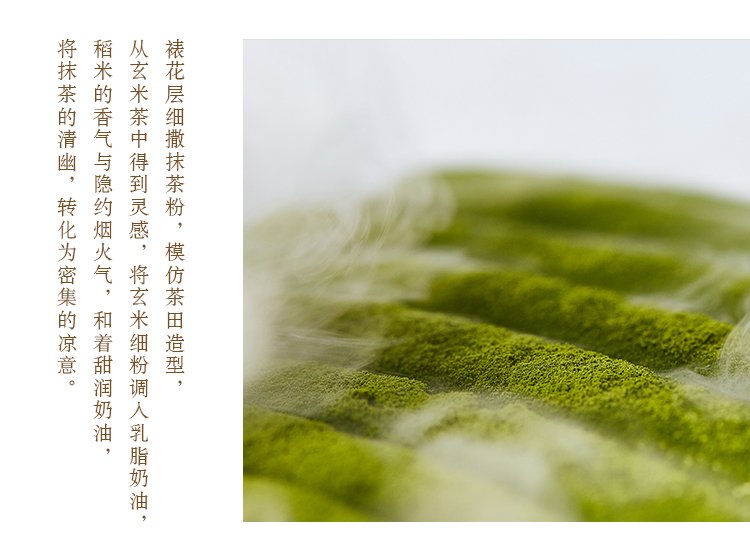 裱花层细撒抹茶粉，模仿茶田造型，
从玄米茶中得到灵感，将玄米细粉调入乳脂奶油，
稻米的香气与隐约烟火气，和着甜润奶油，
将抹茶的清幽，转化为密集的凉意。